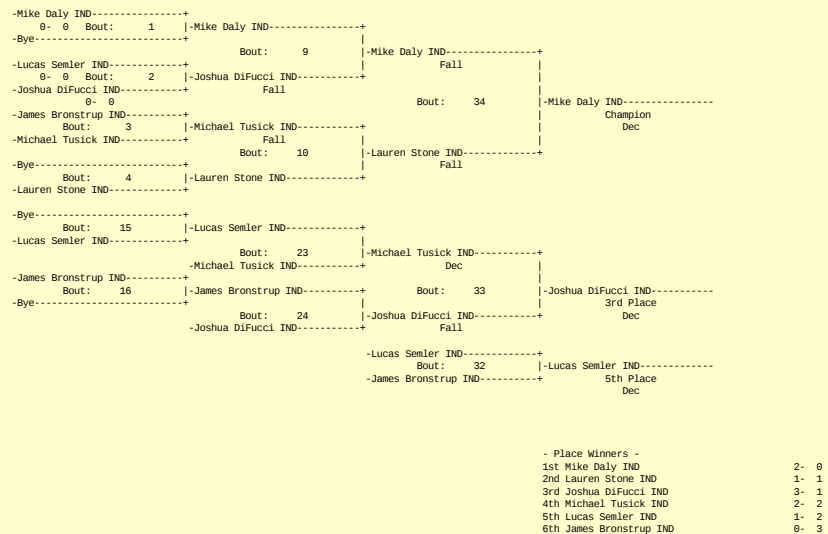 -Mike Daly IND----------------+
0- 0 Bout: 1 |-Mike Daly IND----------------+
-Bye--------------------------+ |
Bout: 9 |-Mike Daly IND----------------+
-Lucas Semler IND-------------+ | Fall |
0- 0 Bout: 2 |-Joshua DiFucci IND-----------+ |
-Joshua DiFucci IND-----------+ Fall |
0- 0 Bout: 34 |-Mike Daly IND----------------
-James Bronstrup IND----------+ | Champion
Bout: 3 |-Michael Tusick IND-----------+ | Dec
-Michael Tusick IND-----------+ Fall | |
Bout: 10 |-Lauren Stone IND-------------+
-Bye--------------------------+ | Fall
Bout: 4 |-Lauren Stone IND-------------+
-Lauren Stone IND-------------+
-Bye--------------------------+
Bout: 15 |-Lucas Semler IND-------------+
-Lucas Semler IND-------------+ |
Bout: 23 |-Michael Tusick IND-----------+
-Michael Tusick IND-----------+ Dec |
-James Bronstrup IND----------+ |
Bout: 16 |-James Bronstrup IND----------+ Bout: 33 |-Joshua DiFucci IND-----------
-Bye--------------------------+ | | 3rd Place
Bout: 24 |-Joshua DiFucci IND-----------+ Dec
-Joshua DiFucci IND-----------+ Fall
-Lucas Semler IND-------------+
Bout: 32 |-Lucas Semler IND-------------
-James Bronstrup IND----------+ 5th Place
Dec
- Place Winners -
1st Mike Daly IND 2- 0
2nd Lauren Stone IND 1- 1
3rd Joshua DiFucci IND 3- 1
4th Michael Tusick IND 2- 2
5th Lucas Semler IND 1- 2
6th James Bronstrup IND 0- 3